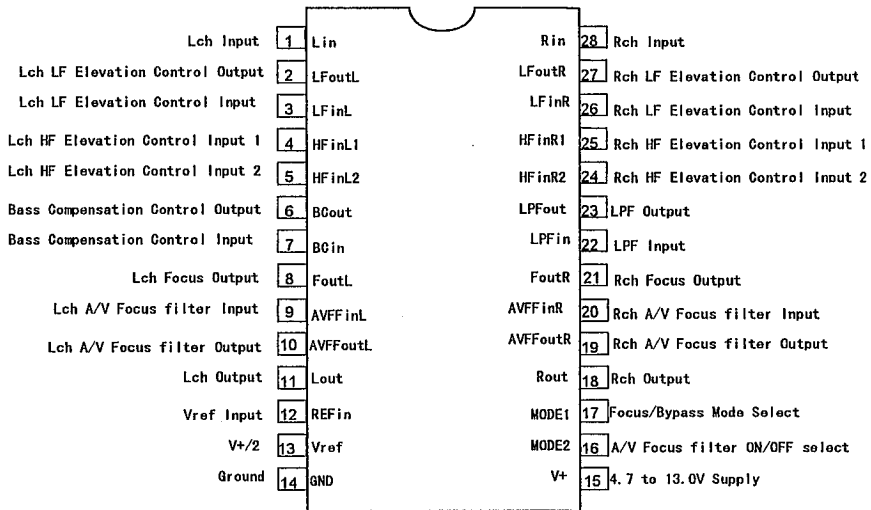 Lch Input 1 Lin Rin 28 Rch Input
Lch LF Elevation Control Output 2 LFoutL LFoutR 27 Rch LF Elevation Control Output
Lch LF Elevation Control Input 3 LFinL LFinR 26 Rch LF Elevation Control Input
Lch HF Elevation Control Input 1 4 HFinL1 HFinR1 25 Rch HF Elevation Control Input 1
Lch HF Elevation Control Input 2 5 HFinL2 HFinR2 24 Rch HF Elevation Control Input 2
Bass Compensation Control Output 6 BCout LPFout 23 LPF Output
Bass Compensation Control Input 7 BCin LPFin 22 LPF Input
Lch Focus Output 8 FoutL FoutR 21 Rch Focus Output
Lch A/V Focus filter Input 9 AVFFinL AVFFinR 20 Rch A/V Focus filter Input
Lch A/V Focus filter Output 10 AVFFoutL AVFFoutR 19 Rch A/V Focus filter Output
Lch Output 11 Lout Rout 18 Rch Output
Vref Input 12 REFin MODE1 17 Focus/Bypass Mode Select
V+/2 13 Vref MODE2 16 A/V Focus filter ON/OFF select
Ground 14 GND V+ 15 4.7 to 13.0V Supply